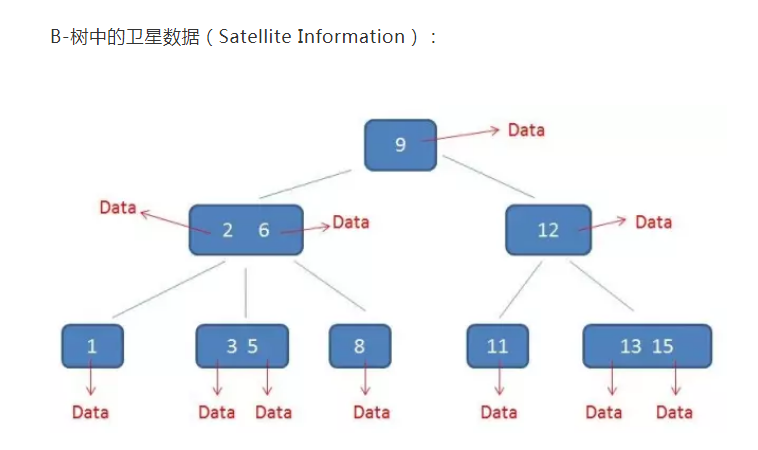 B-树中的卫星数据（Satellite Information）：
9
Data
Data
2 6
Data
12
Data
1
3 5
8
11
13 15
Data
Data
Data
Data
Data
Data
Data